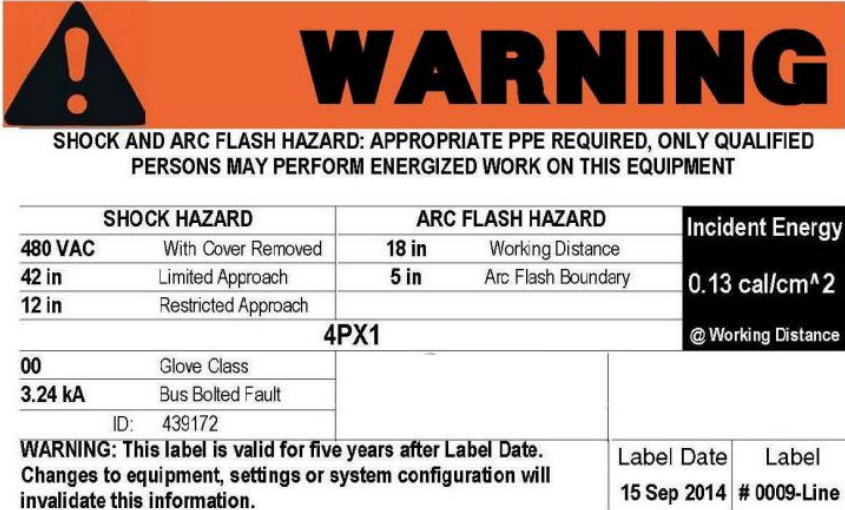 WARNING
SHOCK AND ARC FLASH HAZARD: APPROPRIATE PPE REQUIRED, ONLY QUALIFIED
PERSONS MAY PERFORM ENERGIZED WORK ON THIS EQUIPMENT
SHOCK HAZARD
480 VAC With Cover Removed
42 in Limited Approach
12 in Restricted Approach
ARC FLASH HAZARD
18 in Working Distance
5 in Arc Flash Boundary
Incident Energy
0.13 cal/cm^2
@ Working Distance
4PX1
00 Glove Class
3.24 kA Bus Bolted Fault
ID: 439172
WARNING: This label is valid for five years after Label Date.
Changes to equipment, settings or system configuration will
invalidate this information.
Label Date
15 Sep 2014
Label
# 0009-Line